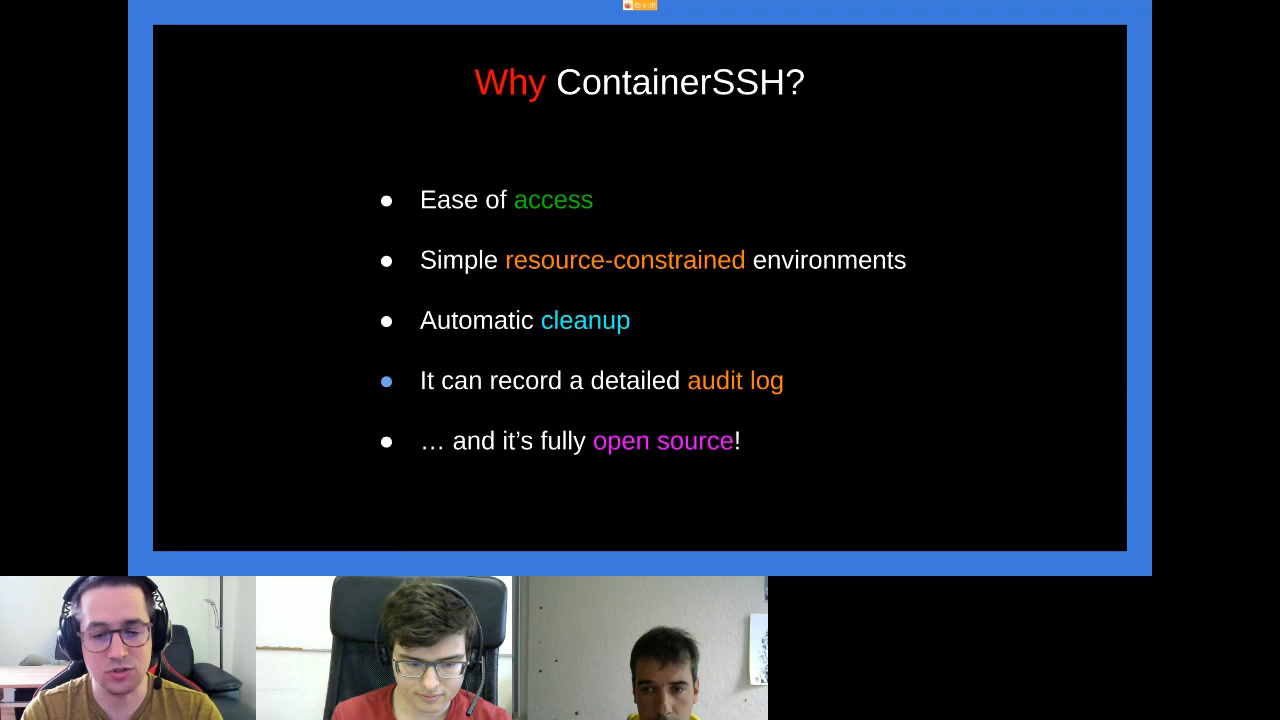 Why ContainerSSH?
● Ease of access
● Simple resource-constrained environments
● Automatic cleanup
● It can record a detailed audit log
● … and it’s fully open source!